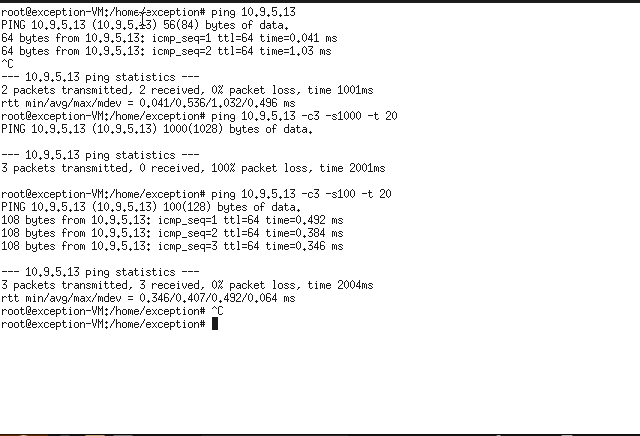 root@exception-VM:/home/exception# ping 10.9.5.13
PING 10.9.5.13 (10.9.5.13) 56(84) bytes of data.
64 bytes from 10.9.5.13: icmp_seq=1 ttl=64 time=0.041 ms
64 bytes from 10.9.5.13: icmp_seq=2 ttl=64 time=1.03 ms
^C
--- 10.9.5.13 ping statistics ---
2 packets transmitted, 2 received, 0% packet loss, time 1001ms
rtt min/avg/max/mdev = 0.041/0.536/1.032/0.496 ms
root@exception-VM:/home/exception# ping 10.9.5.13 -c3 -s1000 -t 20
PING 10.9.5.13 (10.9.5.13) 1000(1028) bytes of data.
--- 10.9.5.13 ping statistics ---
3 packets transmitted, 0 received, 100% packet loss, time 2001ms
root@exception-VM:/home/exception# ping 10.9.5.13 -c3 -s100 -t 20
PING 10.9.5.13 (10.9.5.13) 100(128) bytes of data.
108 bytes from 10.9.5.13: icmp_seq=1 ttl=64 time=0.492 ms
108 bytes from 10.9.5.13: icmp_seq=2 ttl=64 time=0.384 ms
108 bytes from 10.9.5.13: icmp_seq=3 ttl=64 time=0.346 ms
--- 10.9.5.13 ping statistics ---
3 packets transmitted, 3 received, 0% packet loss, time 2004ms
rtt min/avg/max/mdev = 0.346/0.407/0.492/0.064 ms
root@exception-VM:/home/exception# ^C
root@exception-VM:/home/exception#